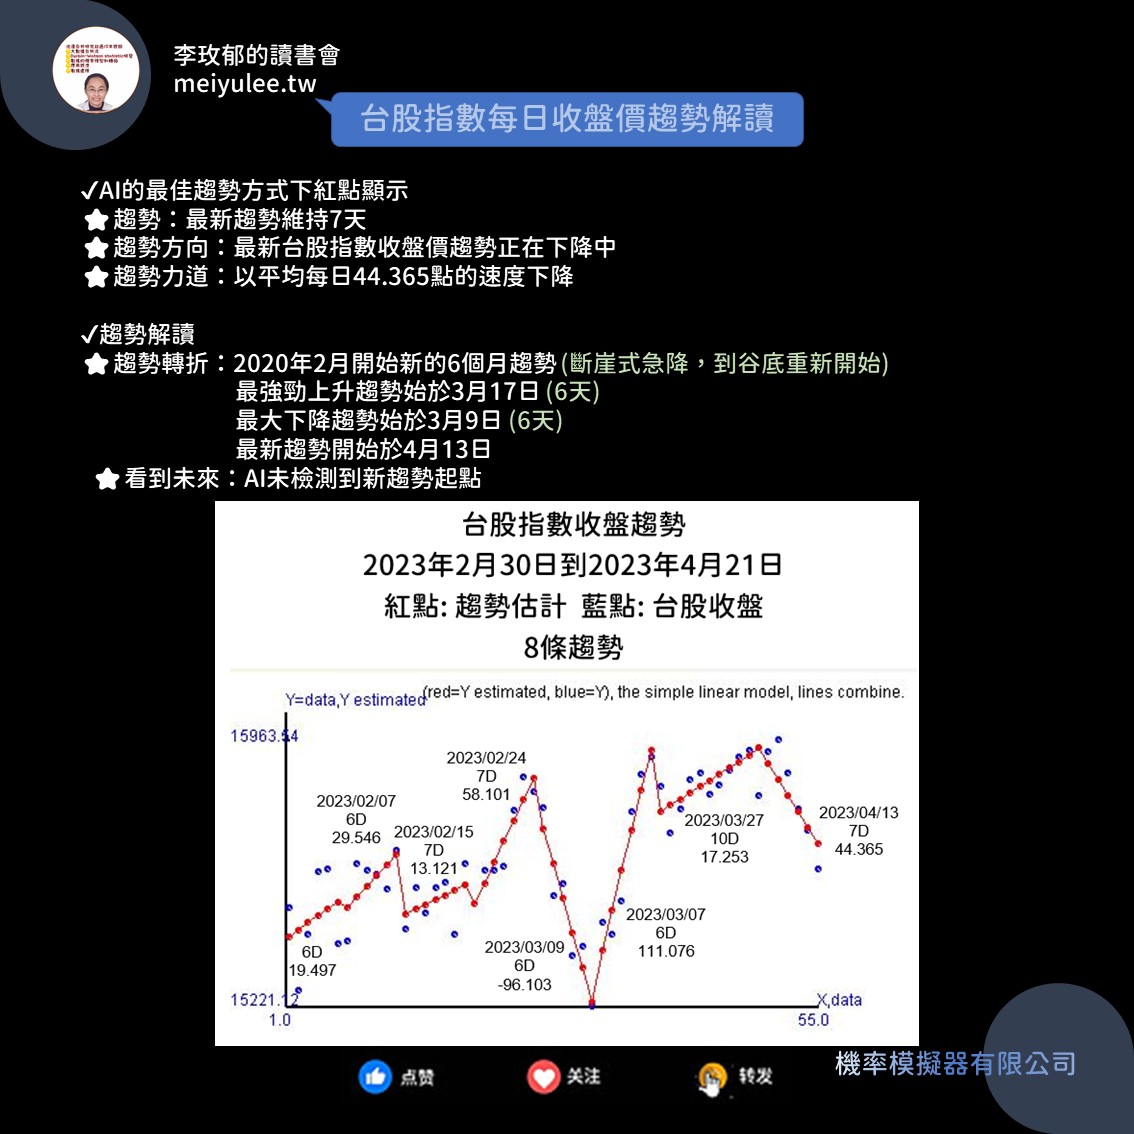 李玫郁的讀書會
meiyulee.tw
台股指數每日收盤價趨勢解讀
✓AI的最佳趨勢方式下紅點顯示
趨勢：最新趨勢維持7天
趨勢方向：最新台股指數收盤價趨勢正在下降中
趨勢力道：以平均每日44.365點的速度下降
✓趨勢解讀
趨勢轉折：2020年2月開始新的6個月趨勢(斷崖式急降，到谷底重新開始)
最強勁上升趨勢始於3月17日(6天)
最大下降趨勢始於3月9日(6天)
最新趨勢開始於4月13日
看到未來：AI未檢測到新趨勢起點
台股指數收盤趨勢
2023年2月30日到2023年4月21日
紅點: 趨勢估計 藍點: 台股收盤
8條趨勢
Y=data,Y estimated
(red=Y estimated, blue=Y), the simple linear model, lines combine.
15963.54
2023/02/24
7D
58.101
2023/02/07
6D
29.546
2023/02/15
7D
13.121
2023/03/27
10D
17.253
2023/04/13
7D
44.365
6D
19.497
2023/03/09
6D
-96.103
2023/03/07
6D
111.076
15221.12
X,data
1.0
55.0
点赞
关注
转发
機率模擬器有限公司